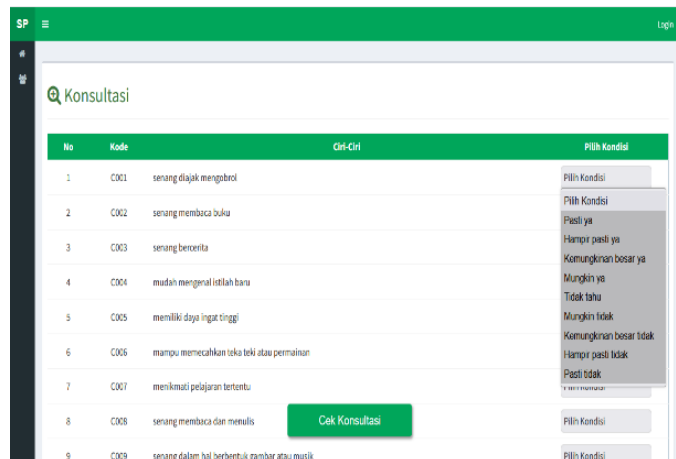 SP
Login
Konsultasi
No Kode Ciri-Ciri Pilih Kondisi
1 C001 senang diajak mengobrol Pilih Kondisi
Pilih Kondisi
2 C002 senang membaca buku
Pasti ya
Hampir pasti ya
3 C003 senang bercerita
Kemungkinan besar ya
Mungkin ya
4 C004 mudah mengenal istilah baru
Tidak tahu
5 C005 memiliki daya ingat tinggi
Mungkin tidak
Kemungkinan besar tidak
6 C006 mampu memecahkan teka teki atau permainan
Hampir pasti tidak
Pasti tidak
7 C007 menikmati pelajaran tertentu
8 C008 senang membaca dan menulis Cek Konsultasi Pilih Kondisi
9 C009 senang dalam hal berbentuk gambar atau musik Pilih Kondisi